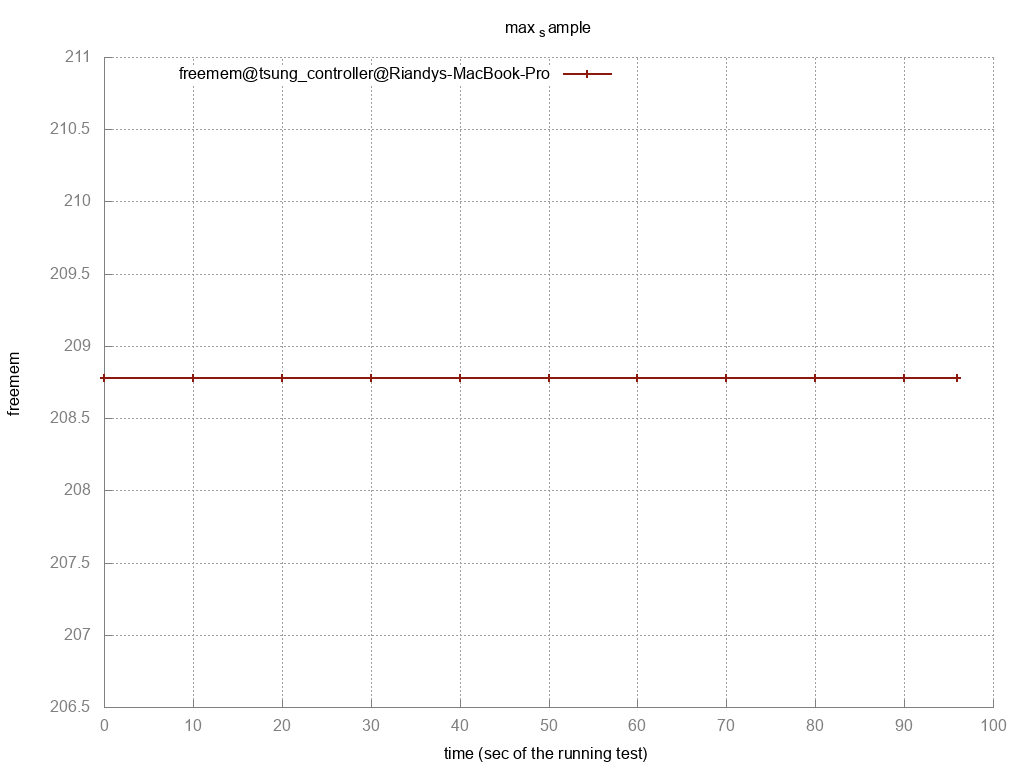 max sample
211
freemem@tsung_controller@Riandys-MacBook-Pro
210.5
210
209.5
209
208.5
208
207.5
207
206.5
freemem
0 10 20 30 40 50 60 70 80 90 100
time (sec of the running test)